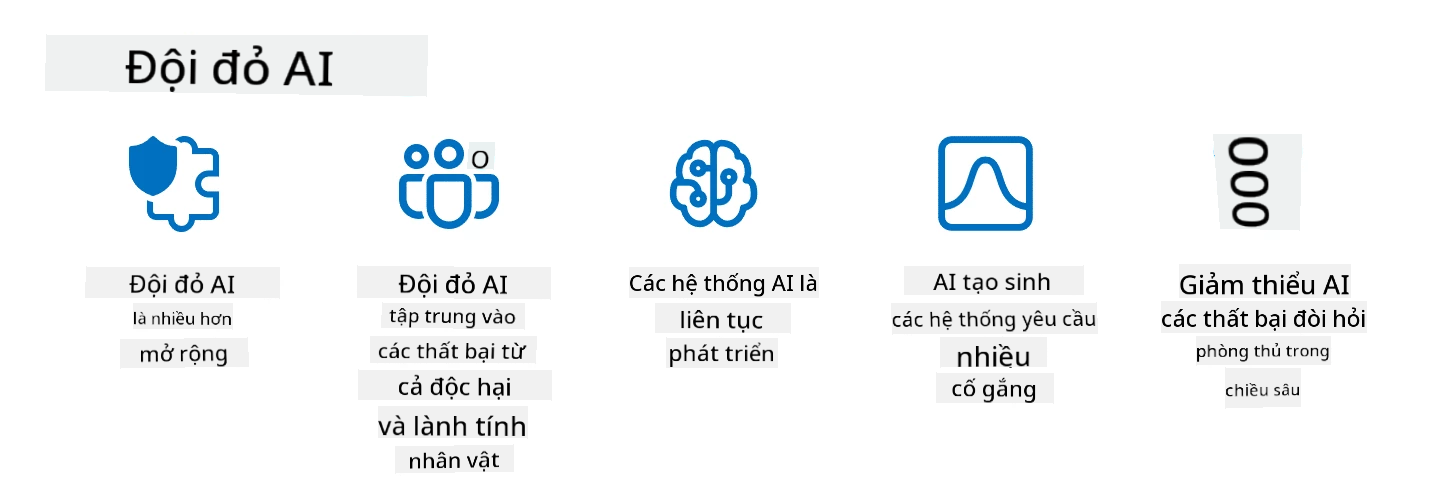 Đội đỏ AI
O
000
Đội đỏ AI
là nhiều hơn
mở rộng
Đội đỏ AI
tập trung vào
các thất bại từ
cả độc hại
và lành tính
nhân vật
Các hệ thống AI là
liên tục
phát triển
AI tạo sinh
các hệ thống yêu cầu
nhiều
cố gắng
Giảm thiểu AI
các thất bại đòi hỏi
phòng thủ trong
chiều sâu